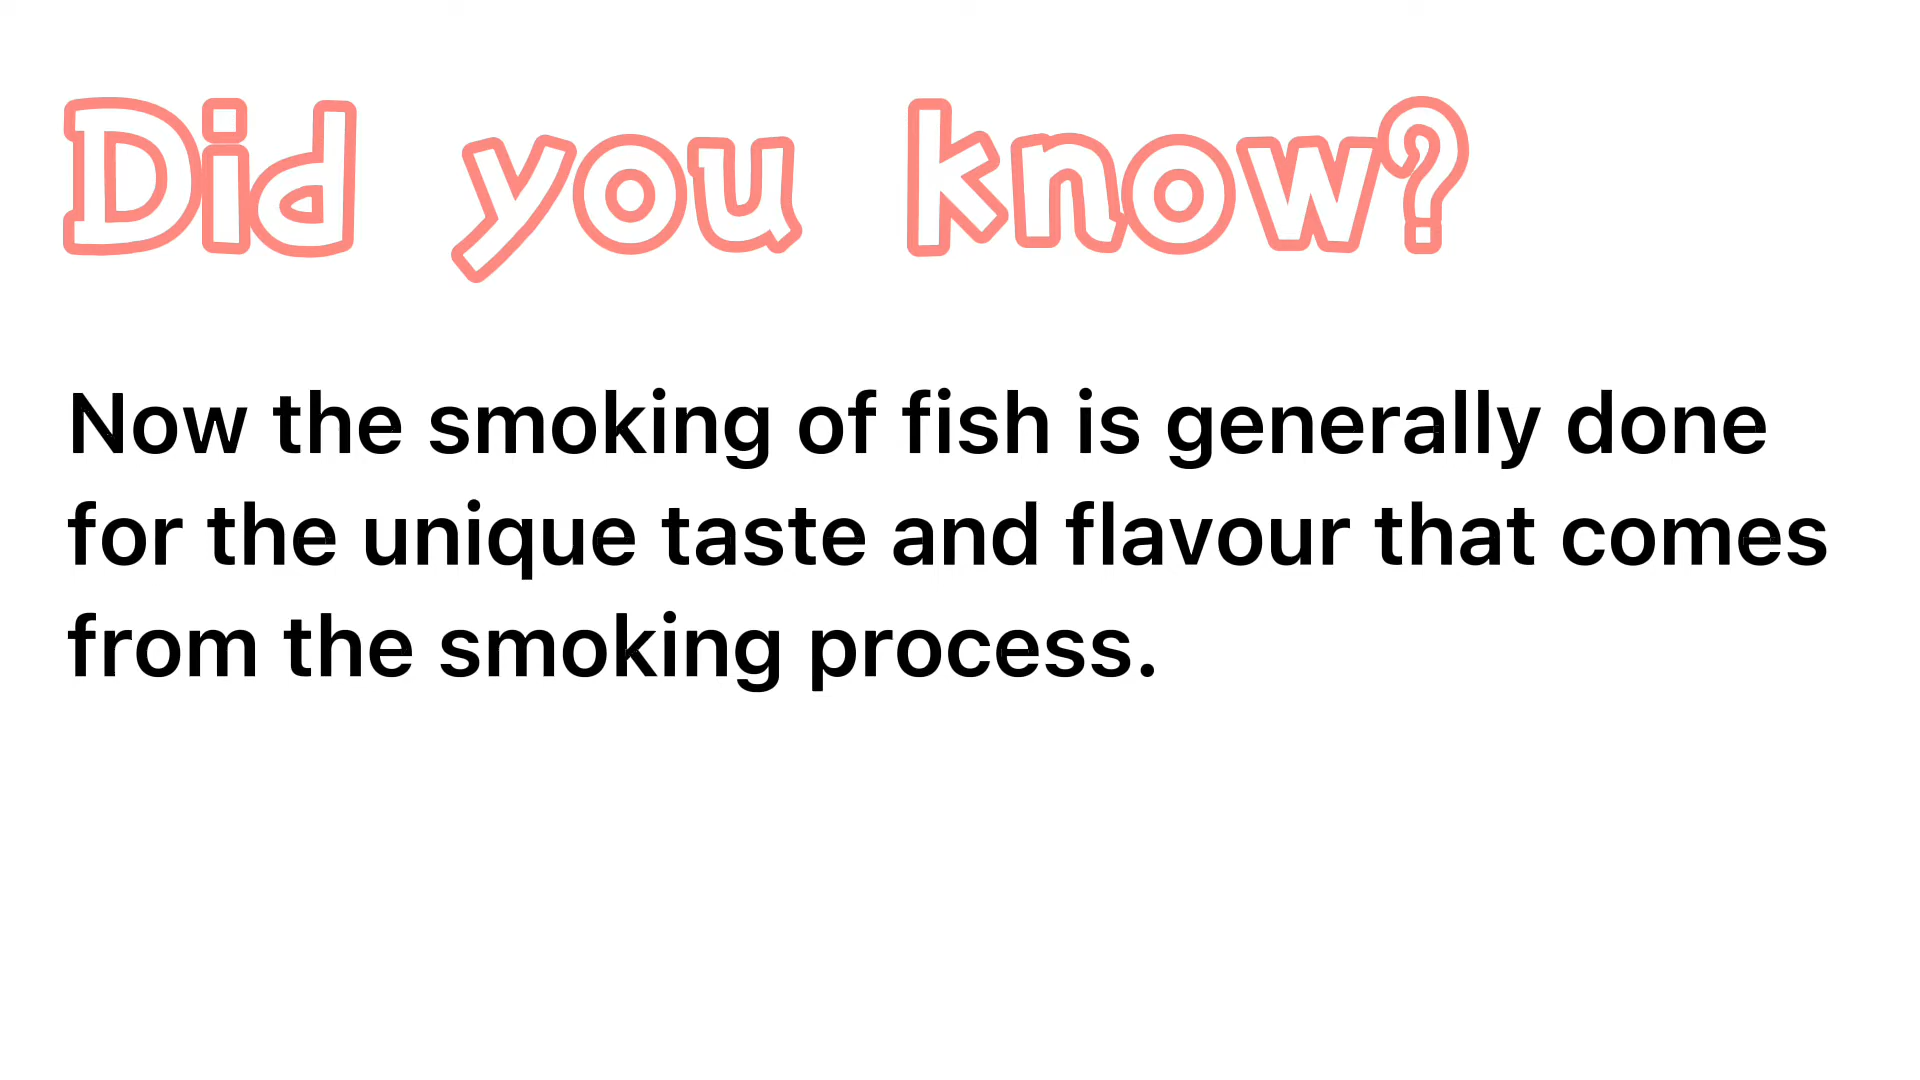 Did you know?
Now the smoking of fish is generally done
for the unique taste and flavour that comes
from the smoking process.